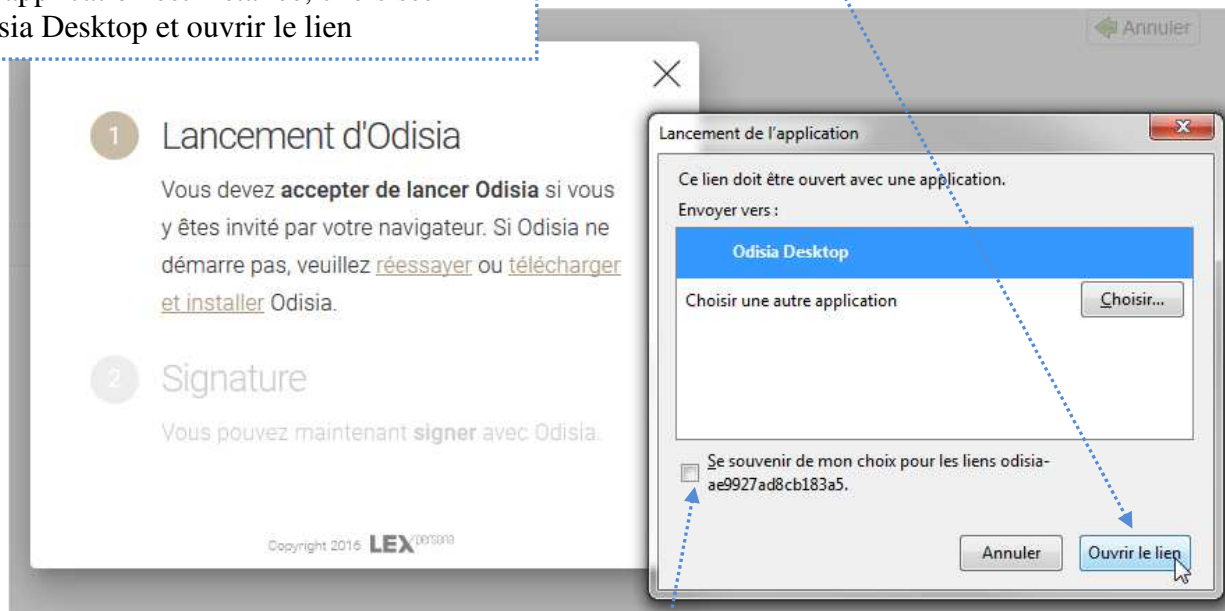 sia Desktop et ouvrir le lien
Annuler
1
Lancement d'Odisia
Vous devez accepter de lancer Odisia si vous
y êtes invité par votre navigateur. Si Odisia ne
démarre pas, veuillez réessayer ou télécharger
et installer Odisia.
2
Signature
Vous pouvez maintenant signer avec Odisia.
Copyright 2016 LEX persona
Lancement de l'application
Ce lien doit être ouvert avec une application.
Envoyer vers :
Odisia Desktop
Choisir une autre application
Choisir...
Se souvenir de mon choix pour les liens odisia-
ae9927ad8cb183a5.
Annuler
Ouvrir le lien